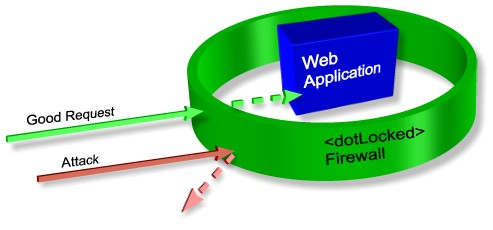 Web
Application
Good Request
<dotLocked>
Firewall
Attack